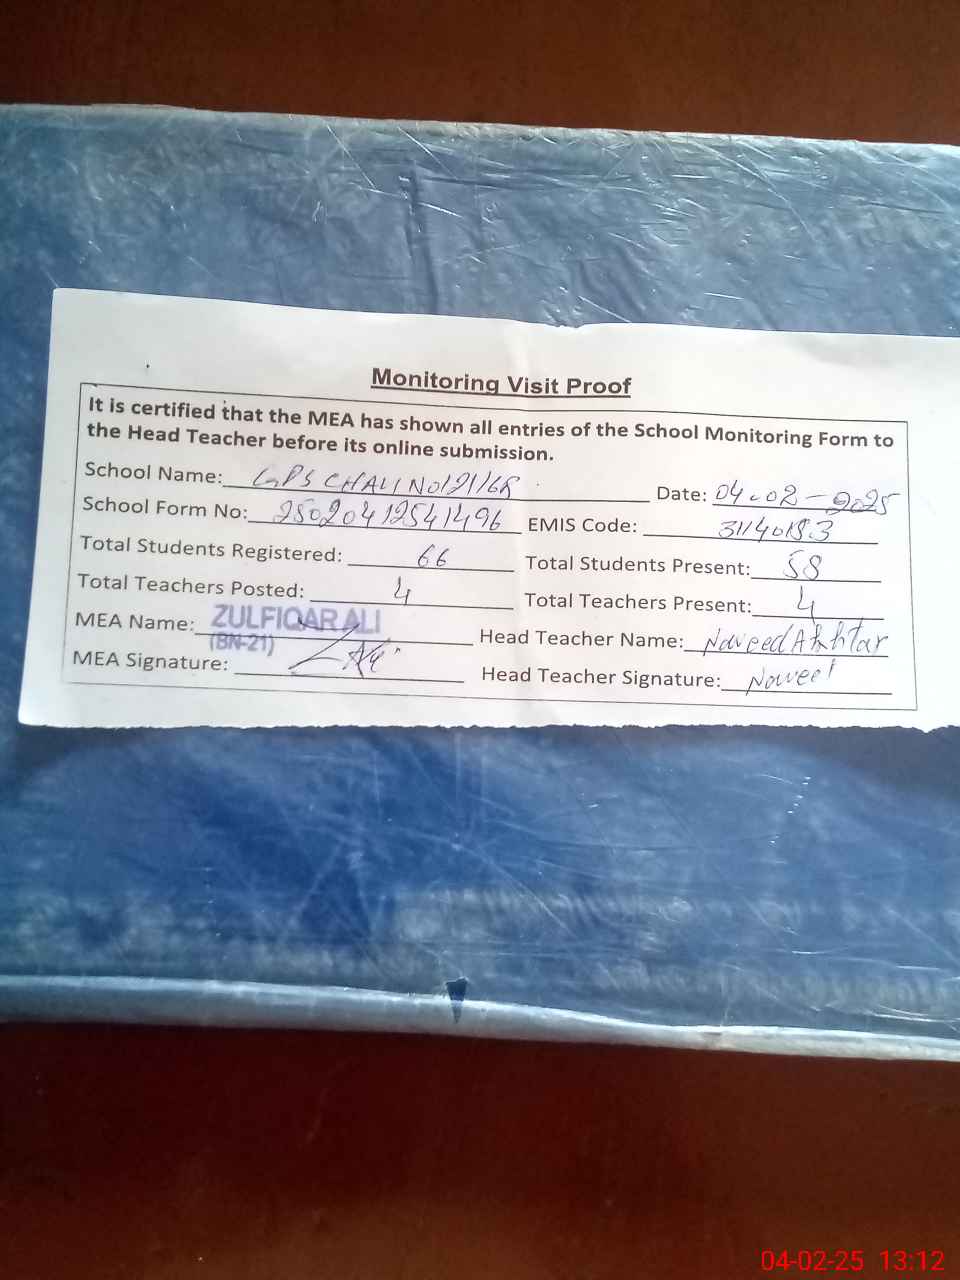 Monitoring Visit Proof
It is certified that the MEA has shown all entries of the School Monitoring Form to
the Head Teacher before its online submission.
School Name: GPS CHAH NO 121/6R Date: 04-02-2025
School Form No: 25020412541496 EMIS Code: 31140183
Total Students Registered: 66 Total Students Present: 58
Total Teachers Posted: 4 Total Teachers Present: 4
MEA Name: ZULFIQAR ALI Head Teacher Name: Naveed Akhtar
(BN-21)
MEA Signature: Head Teacher Signature: Naveed
04-02-25 13:12